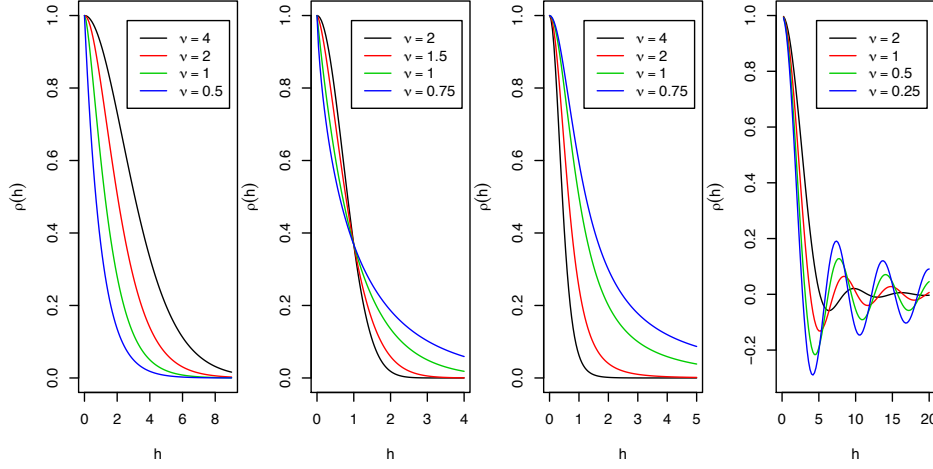 ρ(h)
1.0
0.8
0.6
0.4
0.2
0.0
ν = 4
ν = 2
ν = 1
ν = 0.5
0 2 4 6 8
h
ρ(h)
1.0
0.8
0.6
0.4
0.2
0.0
ν = 2
ν = 1.5
ν = 1
ν = 0.75
0 1 2 3 4
h
ρ(h)
1.0
0.8
0.6
0.4
0.2
0.0
ν = 4
ν = 2
ν = 1
ν = 0.75
0 1 2 3 4 5
h
ρ(h)
1.0
0.8
0.6
0.4
0.2
0.0
−0.2
ν = 2
ν = 1
ν = 0.5
ν = 0.25
0 5 10 15 20
h